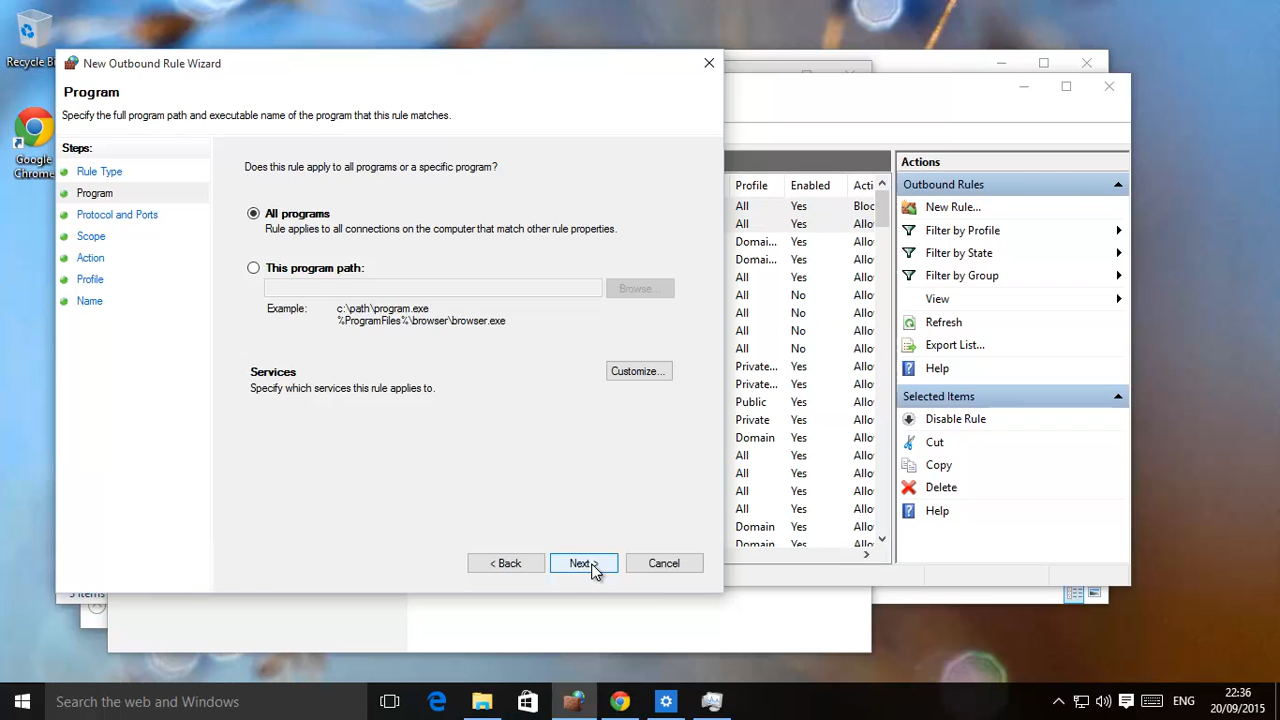 Recycle Bi
Google
Chrome
New Outbound Rule Wizard
Program
Specify the full program path and executable name of the program that this rule matches.
Steps:
Rule Type
Program
Protocol and Ports
Scope
Action
Profile
Name
Does this rule apply to all programs or a specific program?
All programs
Rule applies to all connections on the computer that match other rule properties.
This program path:
Browse...
Example: c:\path\program.exe
%ProgramFiles%\browser\browser.exe
Services
Specify which services this rule applies to.
Customize...
< Back
Next >
Cancel
Profile Enabled Acti
All Yes Bloc
All Yes Allo
Domai... Yes Allo
Domai... Yes Allo
All Yes Allo
All No Allo
All No Allo
All No Allo
All No Allo
Private... Yes Allo
Private... Yes Allo
Public Yes Allo
Private Yes Allo
Domain Yes Allo
All Yes Allo
All Yes Allo
All Yes Allo
All Yes Allo
Domain Yes Allo
Domain Yes Allo
Actions
Outbound Rules
New Rule...
Filter by Profile
Filter by State
Filter by Group
View
Refresh
Export List...
Help
Selected Items
Disable Rule
Cut
Copy
Delete
Help
5 items
Search the web and Windows
ENG
22:36
20/09/2015